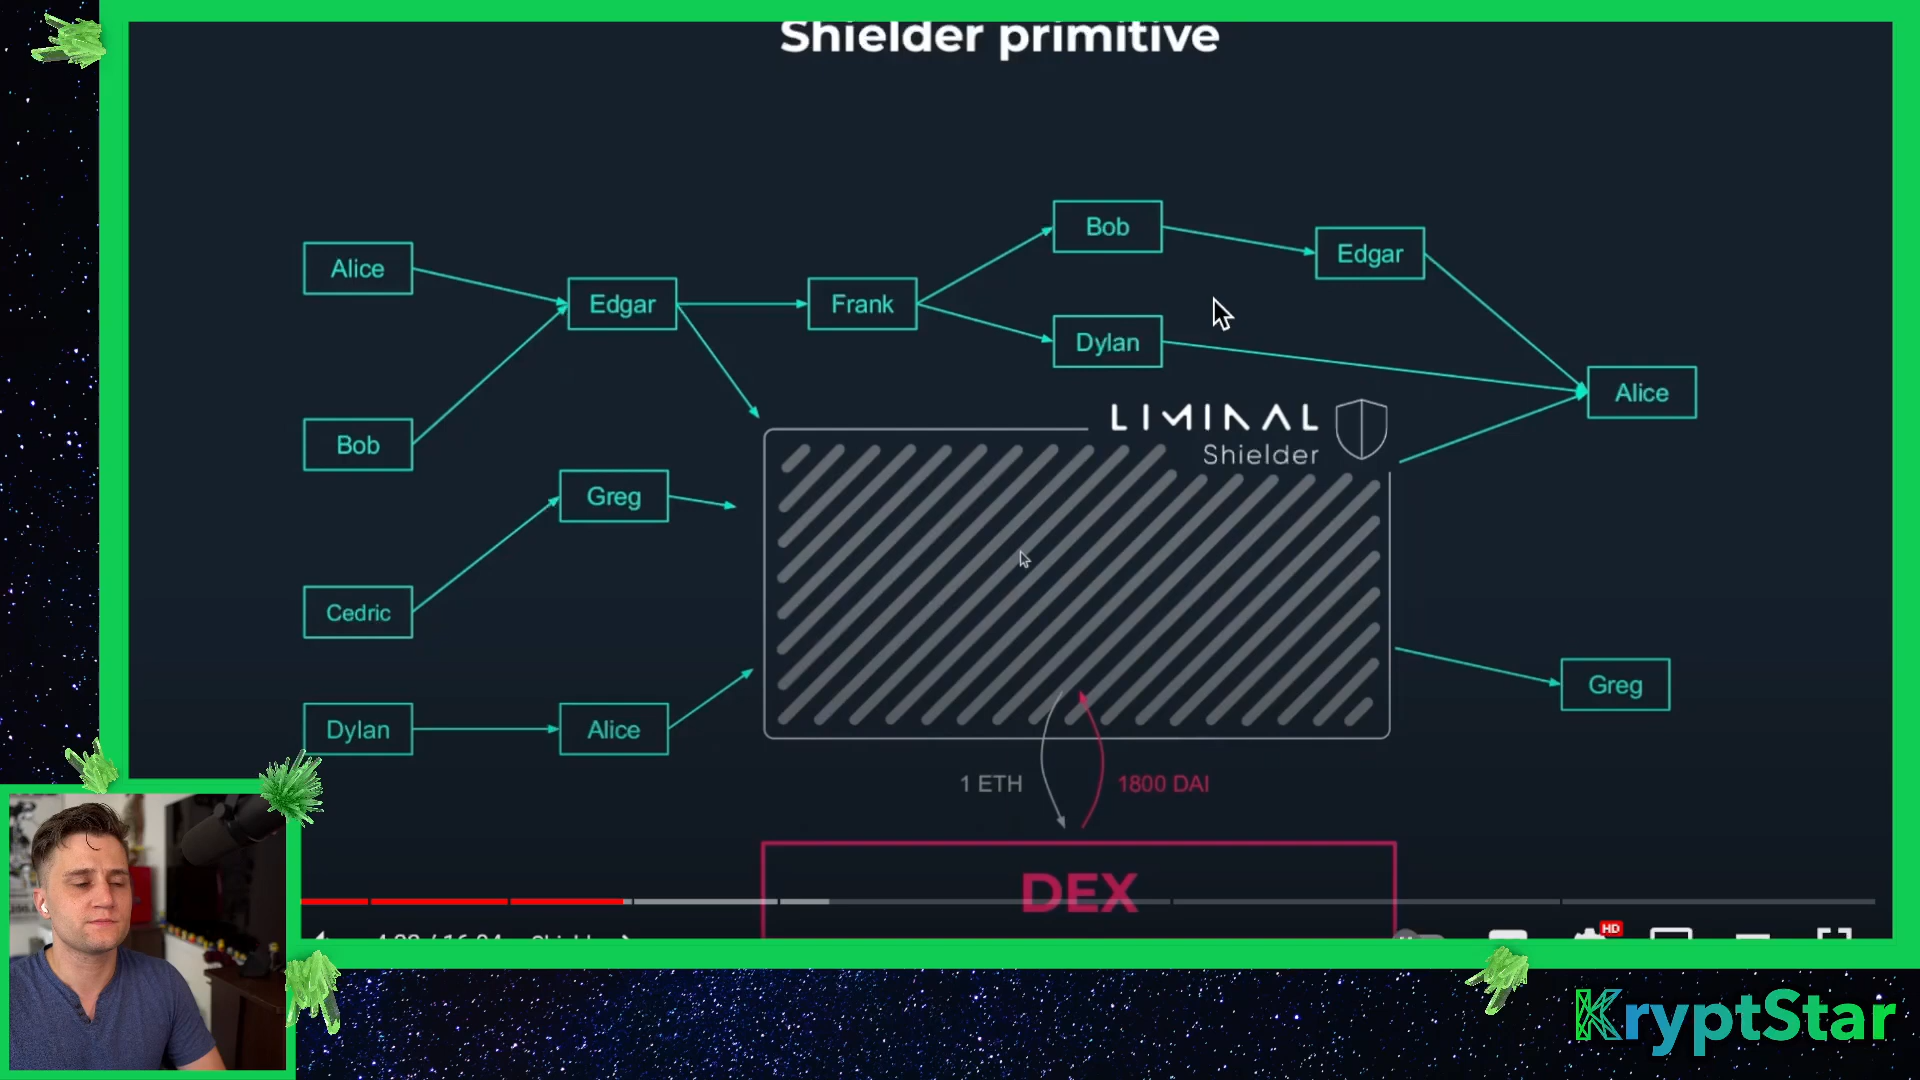 Shielder primitive
Bob
Edgar
Alice
Edgar
Frank
Dylan
Alice
LIMINAL
Shielder
Bob
Greg
Cedric
Greg
Dylan
Alice
1 ETH
1800 DAI
DEX
HD
KryptStar